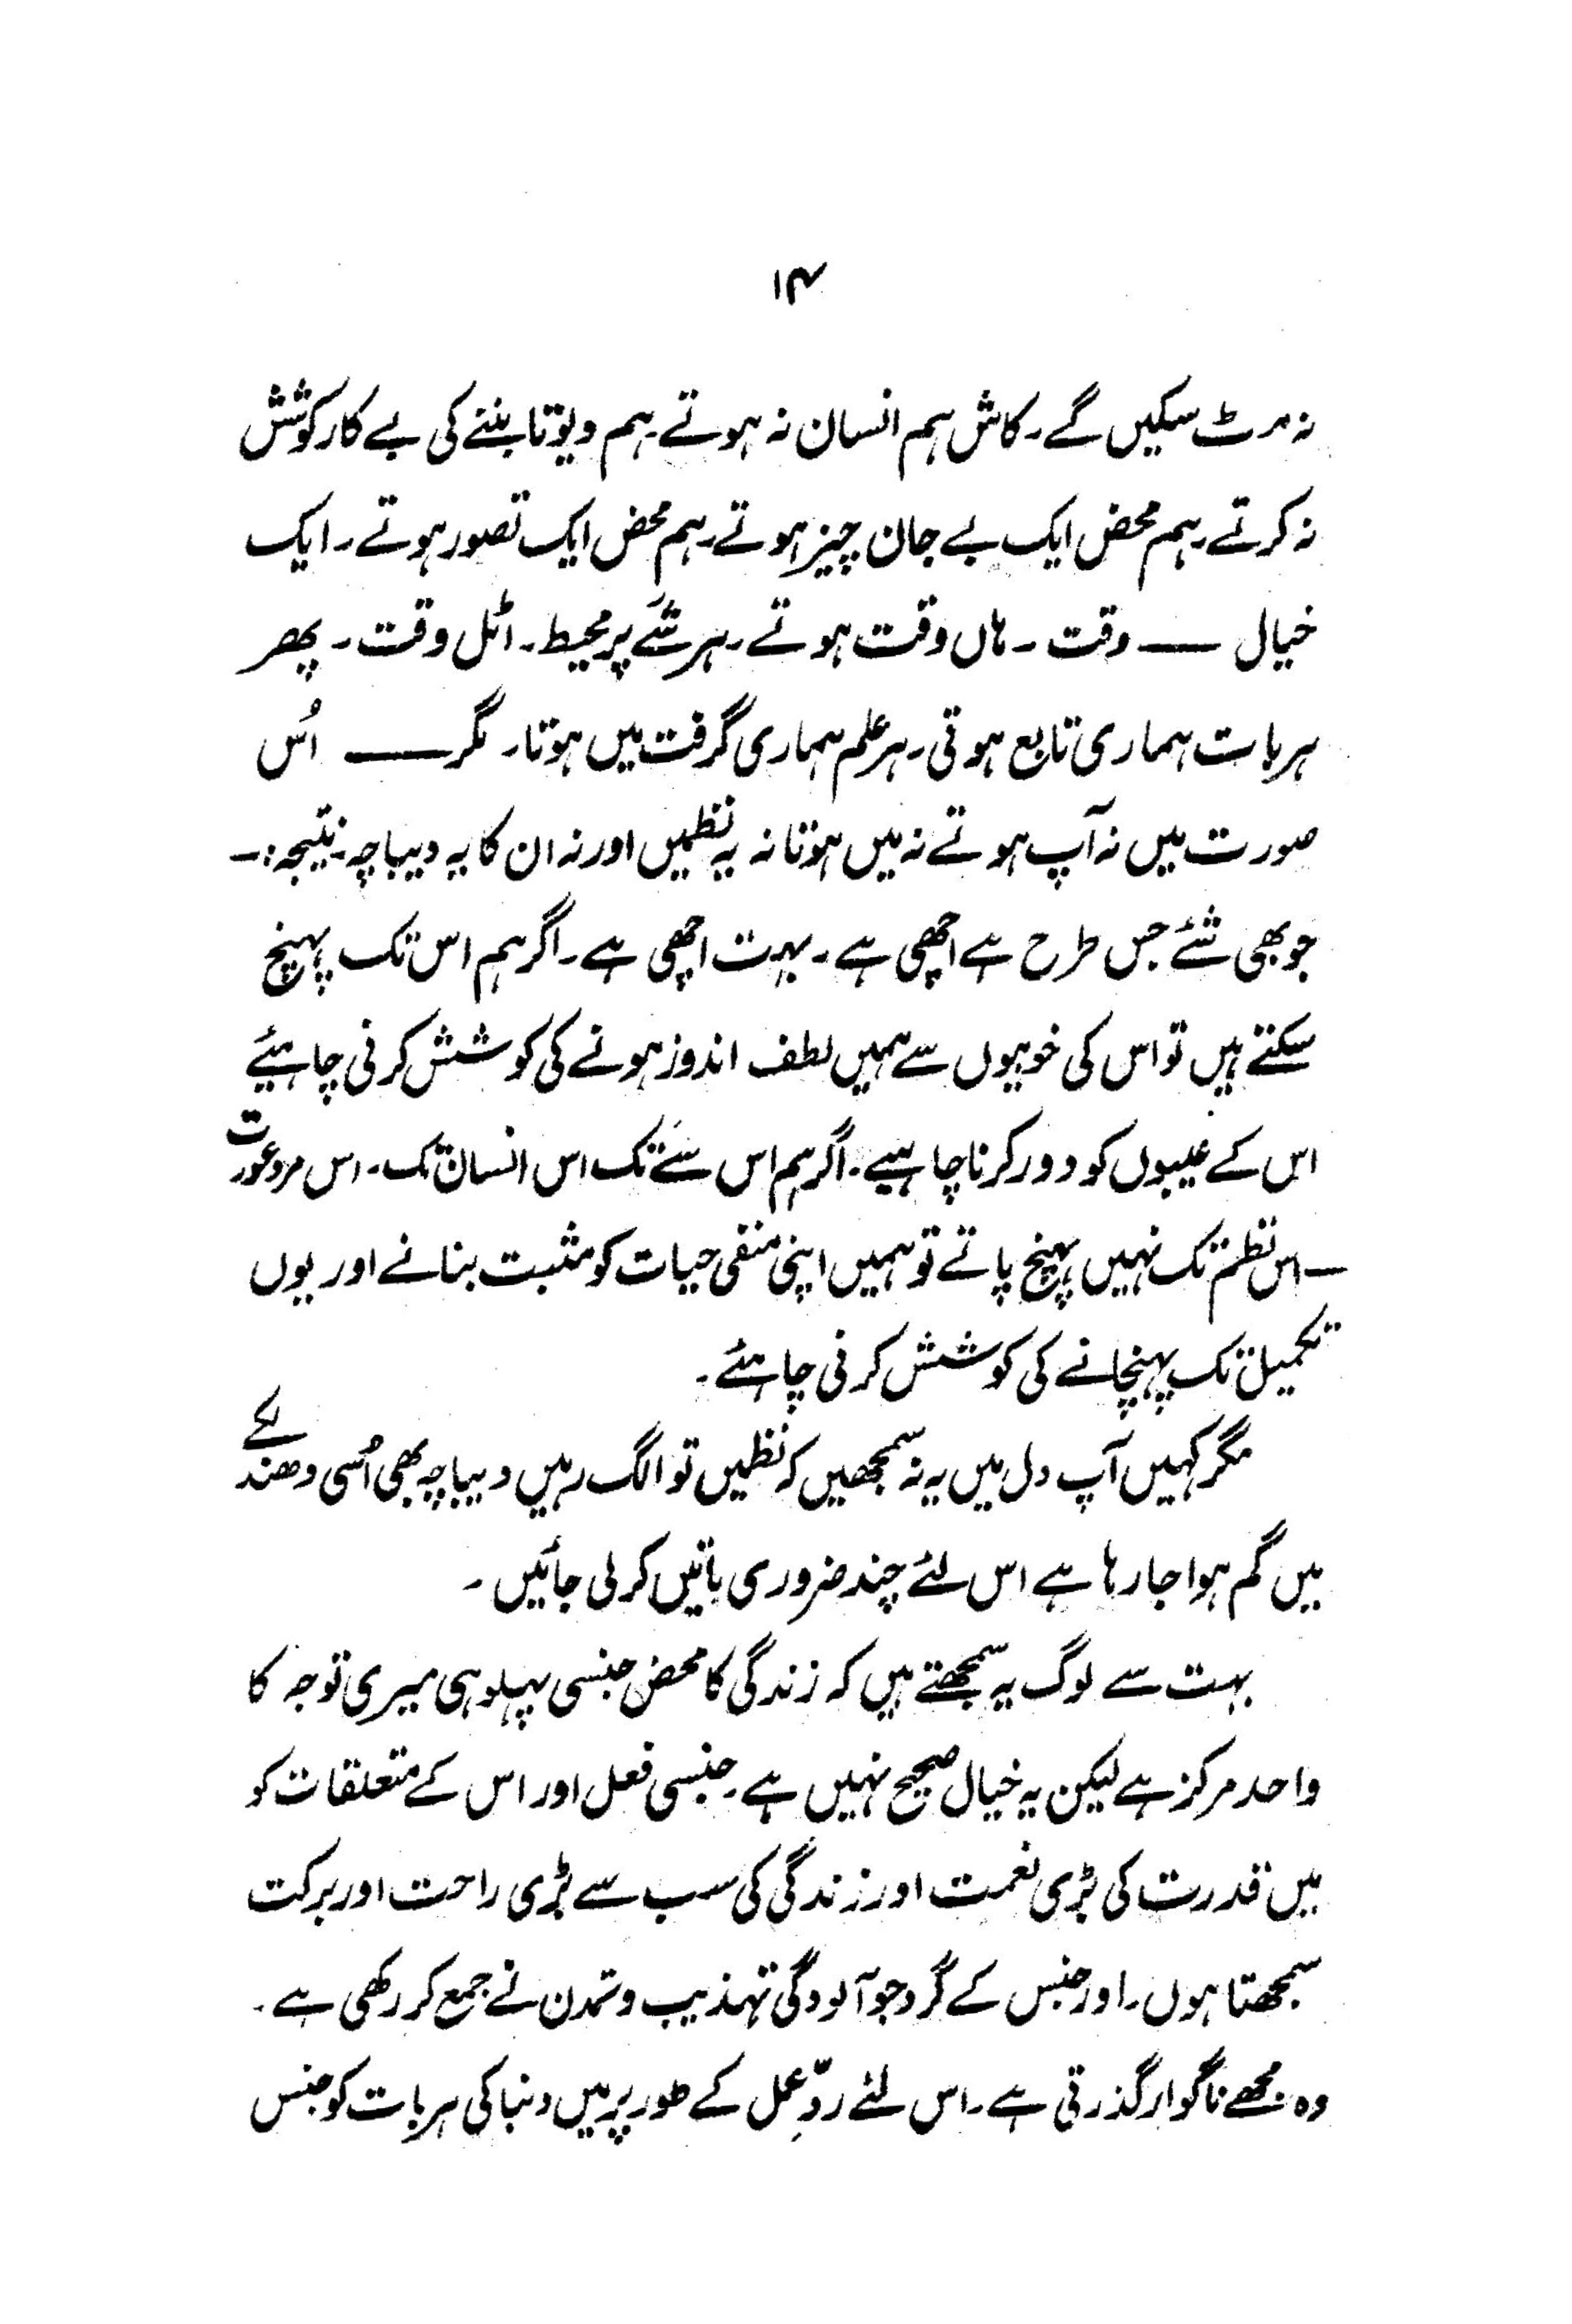 ۱۴
نہ مٹ سکیں گے۔ کاش ہم انسان نہ ہوتے۔ ہم دیوتا بننے کی بے کار کوشش
نہ کرتے۔ ہم محض ایک بے جان چیز ہوتے۔ ہم محض ایک تصور ہوتے۔ ایک
خیال ـــــ وقت۔ ہاں وقت ہوتے۔ ہر شے پر محیط۔ اٹل وقت۔ پھر
ہر بات ہماری تابع ہوتی۔ ہر علم ہماری گرفت میں ہوتا۔ مگر ـــــ اُس
صورت میں نہ آپ ہوتے نہ میں ہوتا نہ یہ نظمیں اور نہ ان کا یہ دیباچہ۔ نتیجہ:۔
جو بھی شئے جس طرح ہے اچھی ہے۔ بہت اچھی ہے۔ اگر ہم اس تک پہنچ
سکتے ہیں تو اس کی خوبیوں سے ہمیں لطف اندوز ہونے کی کوشش کرنی چاہیئے
اس کے عیبوں کو دور کرنا چاہیے۔ اگر ہم اس شے تک اس انسان تک۔ اس مرد عورت
ـــ اس نظم تک نہیں پہنچ پاتے تو ہمیں اپنی منفی حیات کو مثبت بنانے اور یوں
تکمیل تک پہنچانے کی کوشش کرنی چاہئے۔
مگر کہیں آپ دل میں یہ نہ سمجھیں کہ نظمیں تو الگ رہیں دیباچہ بھی اُسی دھندلکے
میں گم ہوا جا رہا ہے اس لئے چند ضروری باتیں کر لی جائیں۔
بہت سے لوگ یہ سمجھتے ہیں کہ زندگی کا محض جنسی پہلو ہی میری توجہ کا
واحد مرکز ہے لیکن یہ خیال صحیح نہیں ہے۔ جنسی فعل اور اس کے متعلقات کو
میں قدرت کی بڑی نعمت اور زندگی کی سب سے بڑی راحت اور برکت
سمجھتا ہوں۔ اور جنس کے گرد جو آلودگی تہذیب و تمدن نے جمع کر رکھی ہے۔
وہ مجھے ناگوار گذرتی ہے۔ اس لئے ردِّ عمل کے طور پر میں دنیا کی ہر بات کو جنس